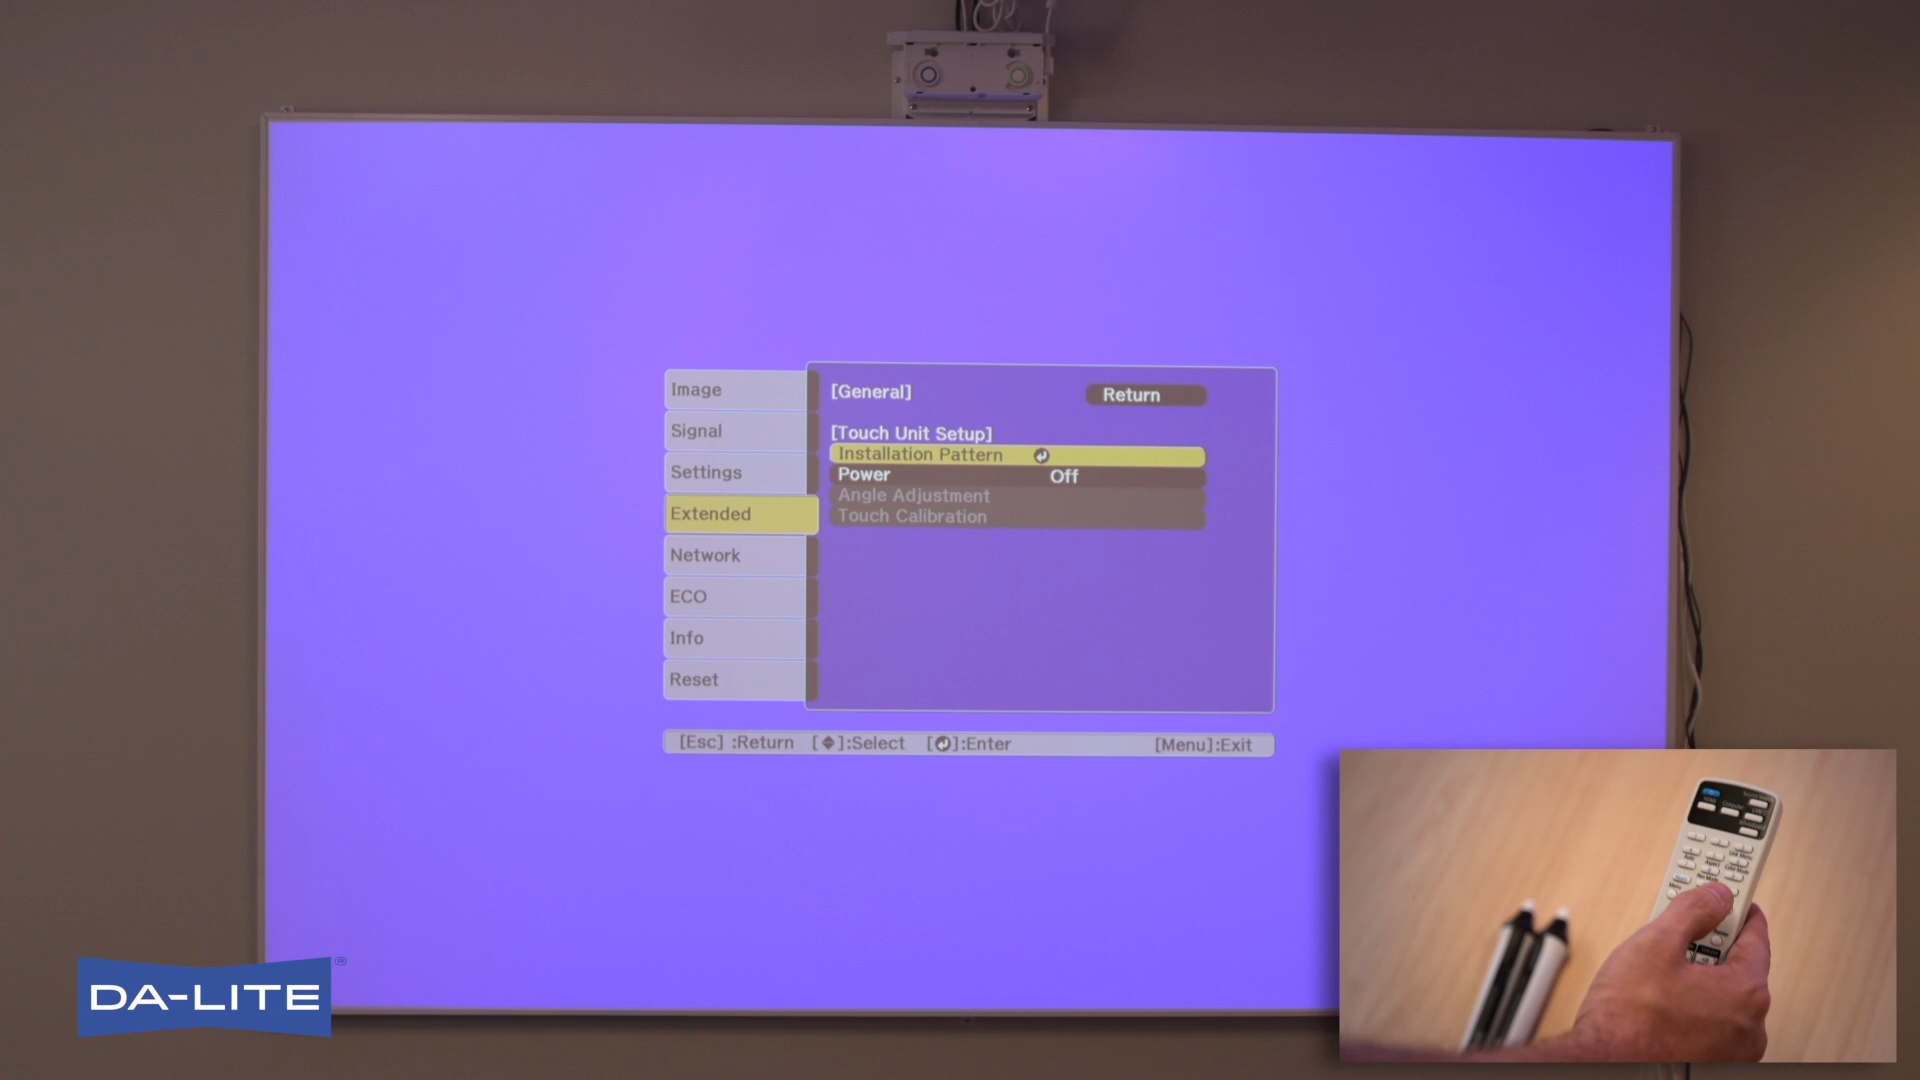 Image
Signal
Settings
Extended
Network
ECO
Info
Reset
[General]
Return
[Touch Unit Setup]
Installation Pattern
Power Off
Angle Adjustment
Touch Calibration
[Esc] :Return [◆]:Select [↵]:Enter [Menu]:Exit
DA-LITE®